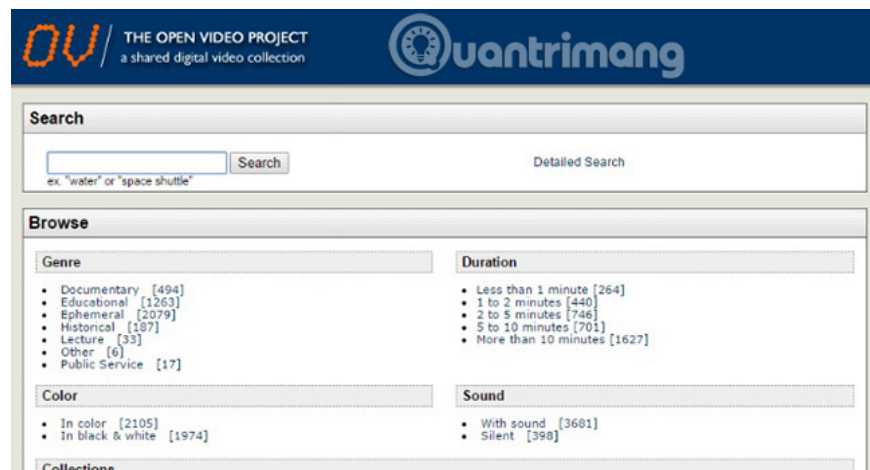 OV/ THE OPEN VIDEO PROJECT
a shared digital video collection
Quantrimang
Search
Search
Detailed Search
ex. "water" or "space shuttle"
Browse
Genre
Documentary [494]
Educational [1263]
Ephemeral [2079]
Historical [187]
Lecture [33]
Other [6]
Public Service [17]
Duration
Less than 1 minute [264]
1 to 2 minutes [440]
2 to 5 minutes [746]
5 to 10 minutes [701]
More than 10 minutes [1627]
Color
In color [2105]
In black & white [1974]
Sound
With sound [3681]
Silent [398]
Collections